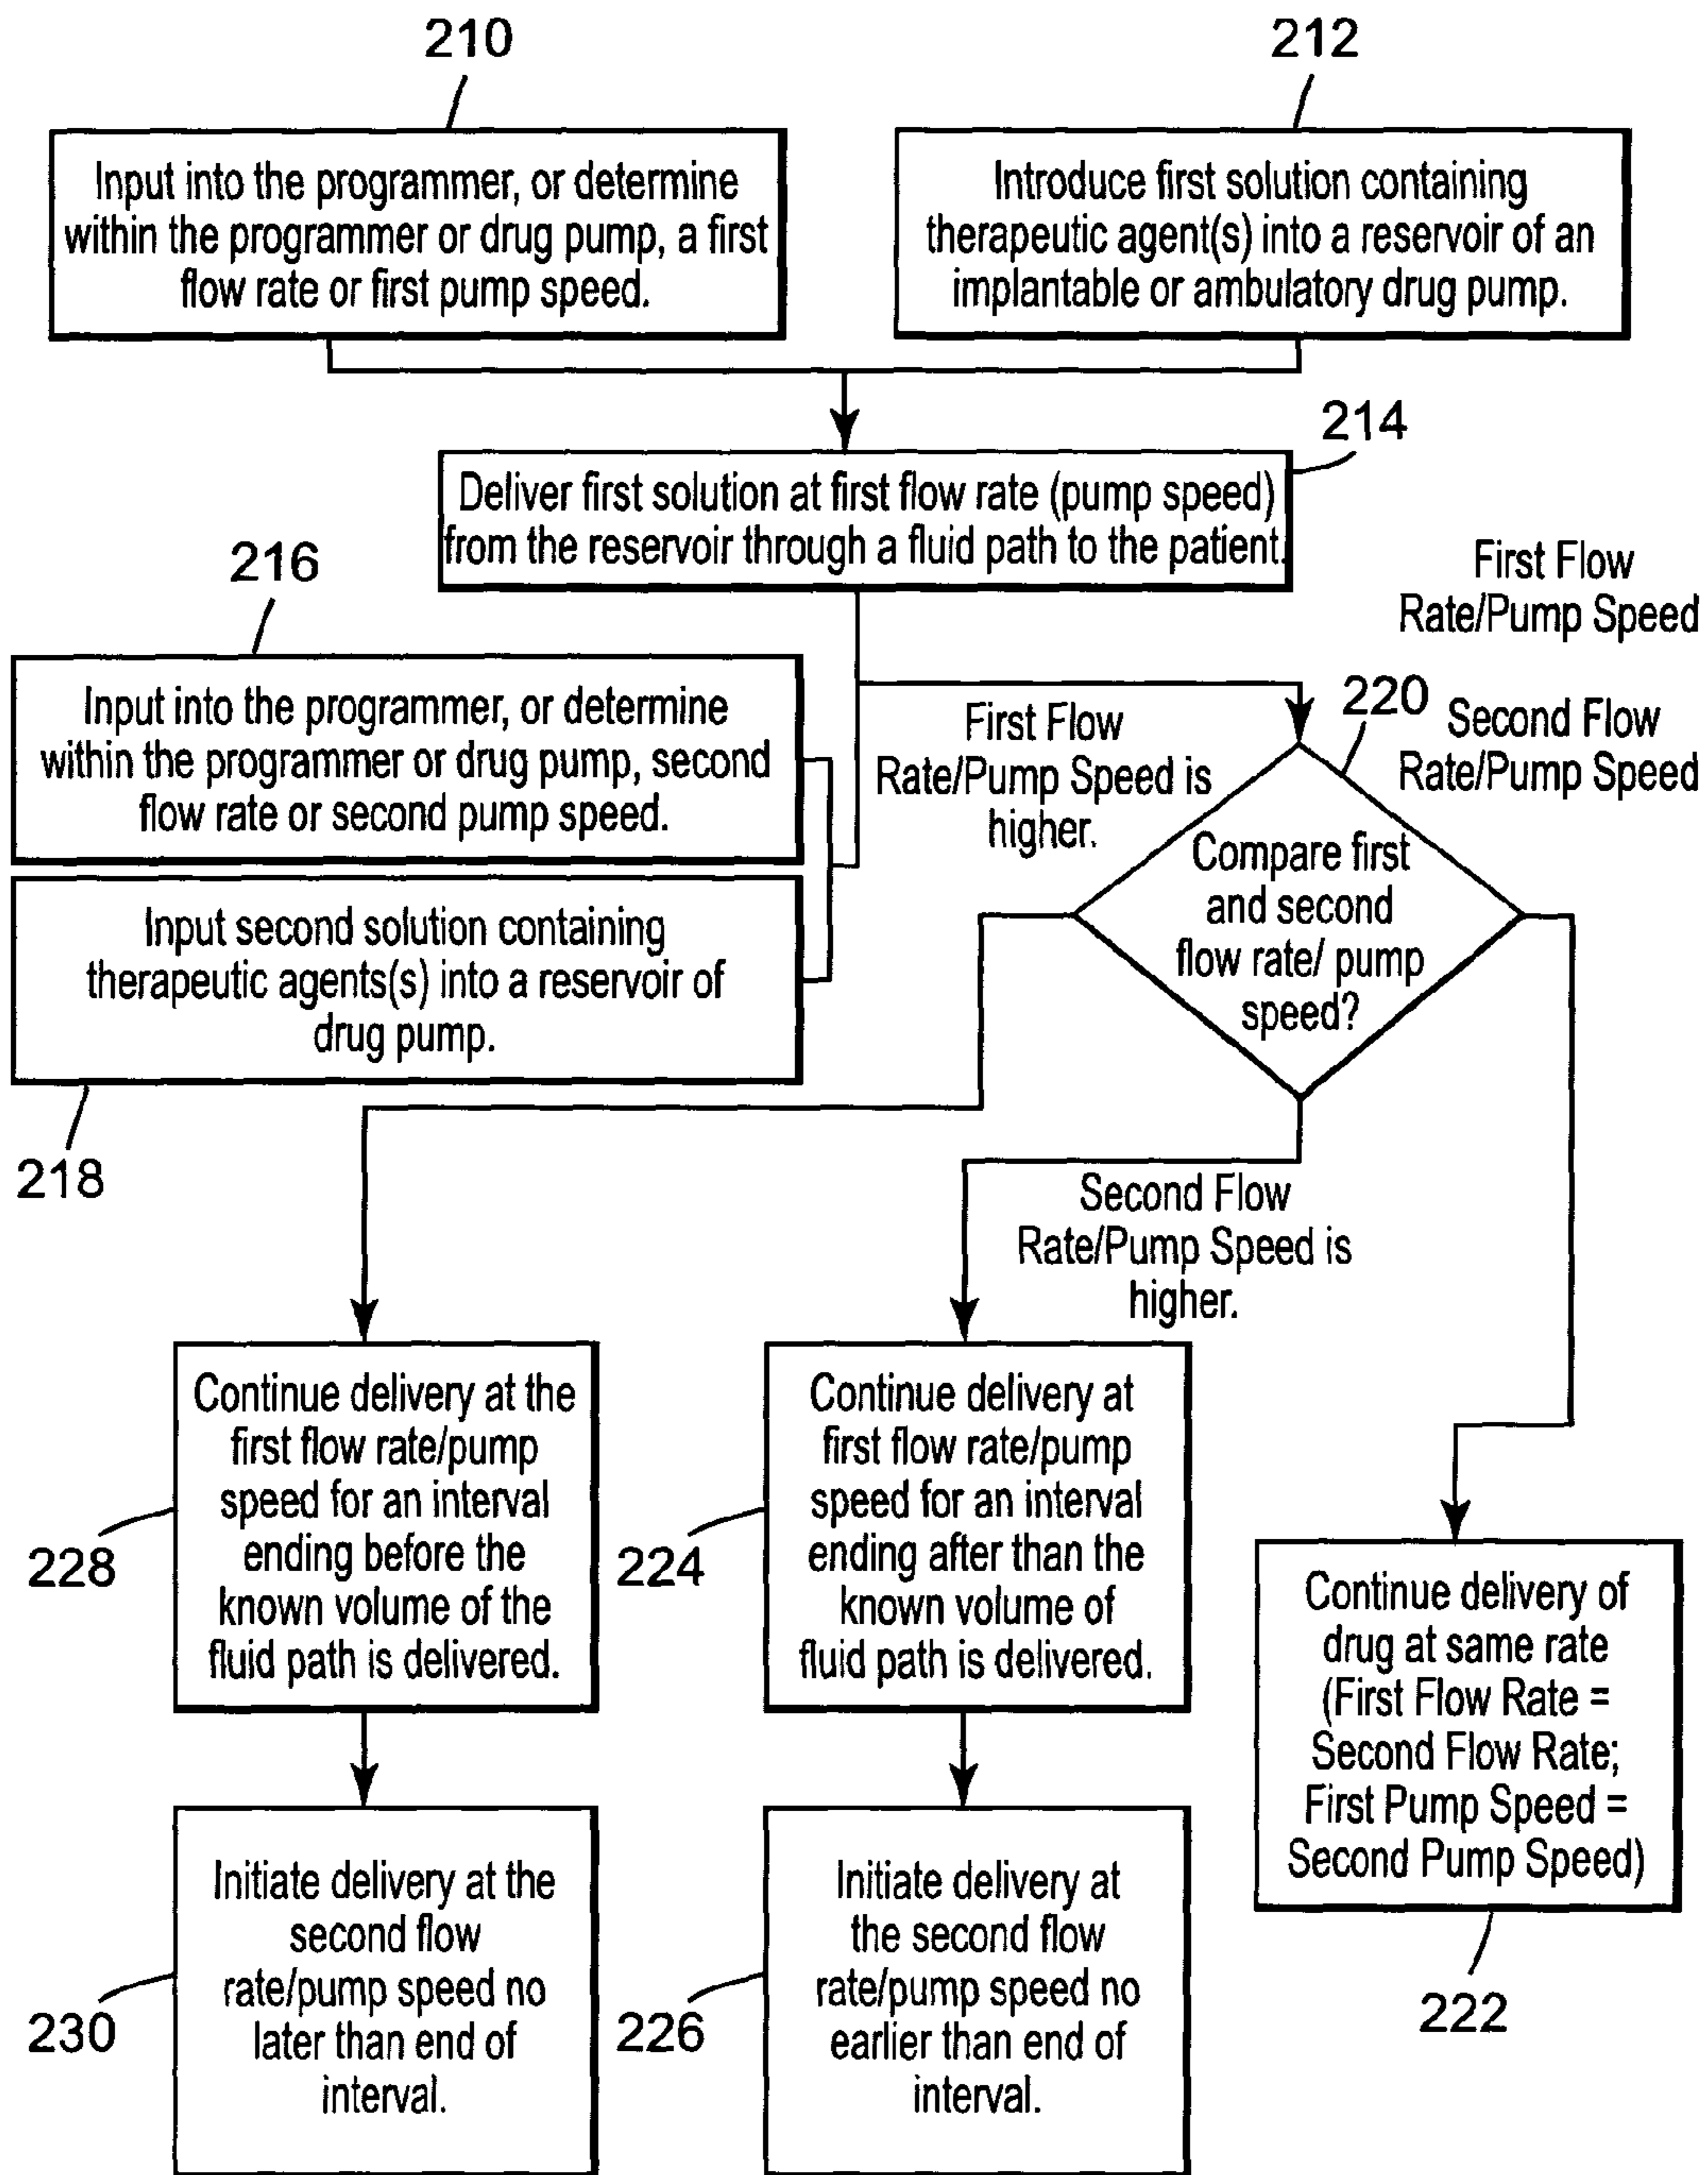 210
212
Input into the programmer, or determine
within the programmer or drug pump, a first
flow rate or first pump speed.
Introduce first solution containing
therapeutic agent(s) into a reservoir of an
implantable or ambulatory drug pump.
214
Deliver first solution at first flow rate (pump speed)
from the reservoir through a fluid path to the patient.
216
First Flow
Rate/Pump Speed
Input into the programmer, or determine
within the programmer or drug pump, second
flow rate or second pump speed.
First Flow
Rate/Pump Speed is
higher.
220
Second Flow
Rate/Pump Speed
Compare first
and second
flow rate/ pump
speed?
Input second solution containing
therapeutic agents(s) into a reservoir of
drug pump.
218
Second Flow
Rate/Pump Speed is
higher.
Continue delivery at the
first flow rate/pump
speed for an interval
ending before the
known volume of the
fluid path is delivered.
228
Continue delivery at
first flow rate/pump
speed for an interval
ending after than the
known volume of
fluid path is delivered.
224
Continue delivery of
drug at same rate
(First Flow Rate =
Second Flow Rate;
First Pump Speed =
Second Pump Speed)
222
Initiate delivery at the
second flow
rate/pump speed no
later than end of
interval.
230
Initiate delivery at
the second flow
rate/pump speed no
earlier than end of
interval.
226